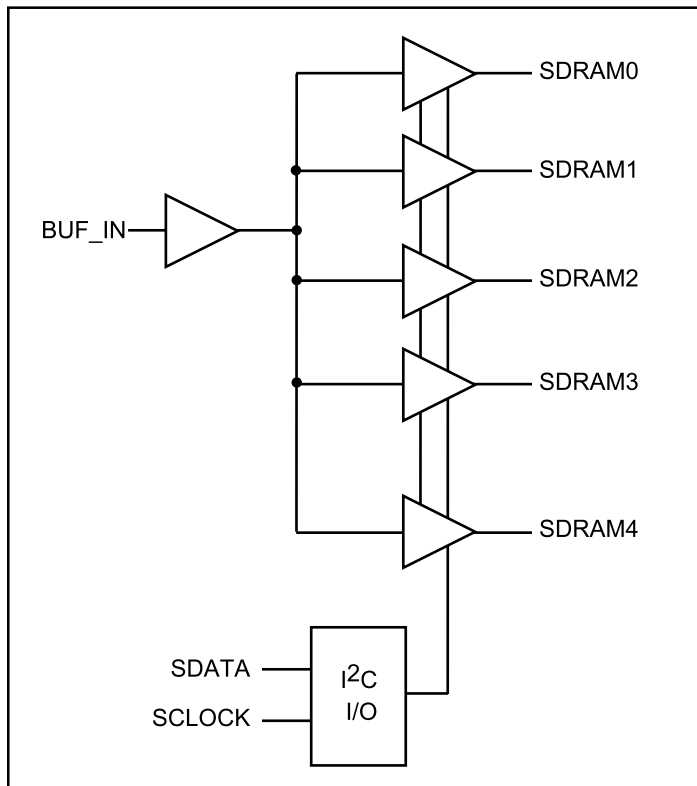 SDRAM0
SDRAM1
BUF_IN
SDRAM2
SDRAM3
SDRAM4
SDATA
SCLOCK
I²C
I/O